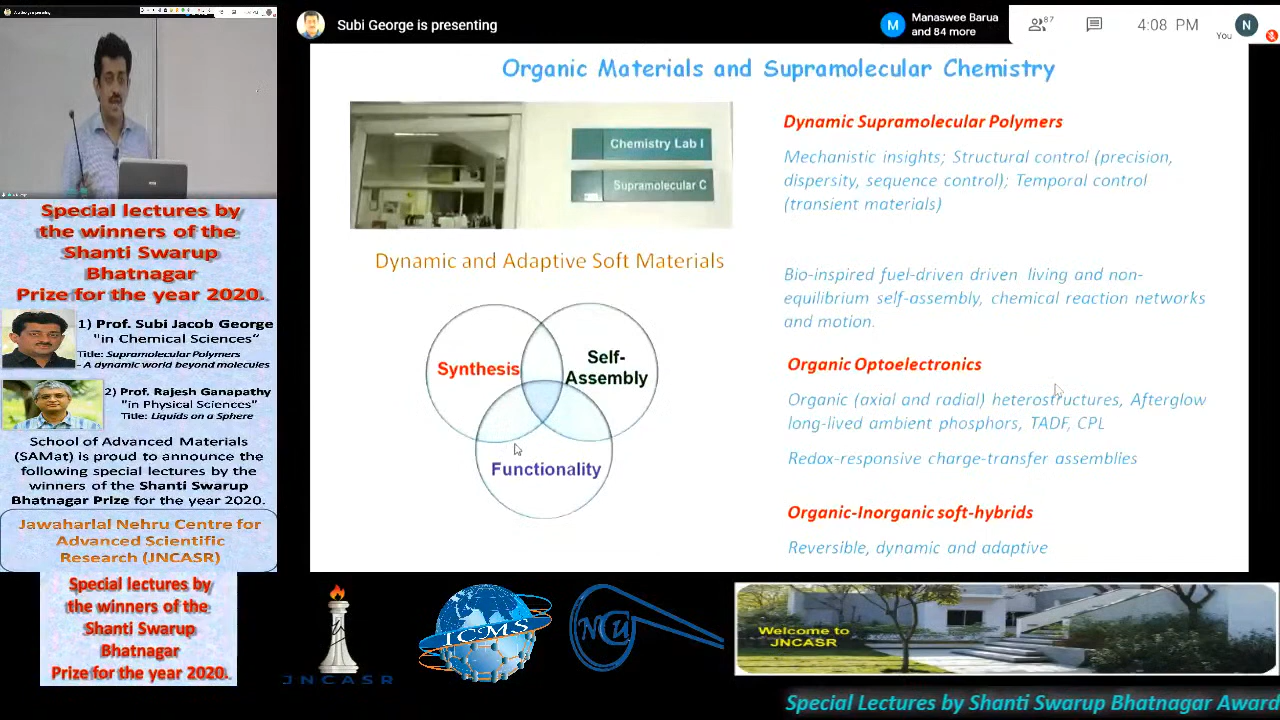 Subi George is presenting
M
Manaswee Barua
and 84 more
87
4:08 PM
You
N
Special lectures by
the winners of the
Shanti Swarup
Bhatnagar
Prize for the year 2020.
1) Prof. Subi Jacob George
"in Chemical Sciences“
Title: Supramolecular Polymers
- A dynamic world beyond molecules
2) Prof. Rajesh Ganapathy
"in Physical Sciences"
Title: Liquids on a Sphere
School of Advanced Materials
(SAMat) is proud to announce the
following special lectures by the
winners of the Shanti Swarup
Bhatnagar Prize for the year 2020.
Jawaharlal Nehru Centre for
Advanced Scientific
Research (JNCASR)
Special lectures by
the winners of the
Shanti Swarup
Bhatnagar
Prize for the year 2020.
Organic Materials and Supramolecular Chemistry
Chemistry Lab I
Supramolecular C
Dynamic and Adaptive Soft Materials
Synthesis
Self-
Assembly
Functionality
Dynamic Supramolecular Polymers
Mechanistic insights; Structural control (precision,
dispersity, sequence control); Temporal control
(transient materials)
Bio-inspired fuel-driven driven living and non-
equilibrium self-assembly, chemical reaction networks
and motion.
Organic Optoelectronics
Organic (axial and radial) heterostructures, Afterglow
long-lived ambient phosphors, TADF, CPL
Redox-responsive charge-transfer assemblies
Organic-Inorganic soft-hybrids
Reversible, dynamic and adaptive
JNCASR
ICMS
NCU
Welcome to
JNCASR
Special Lectures by Shanti Swarup Bhatnagar Award